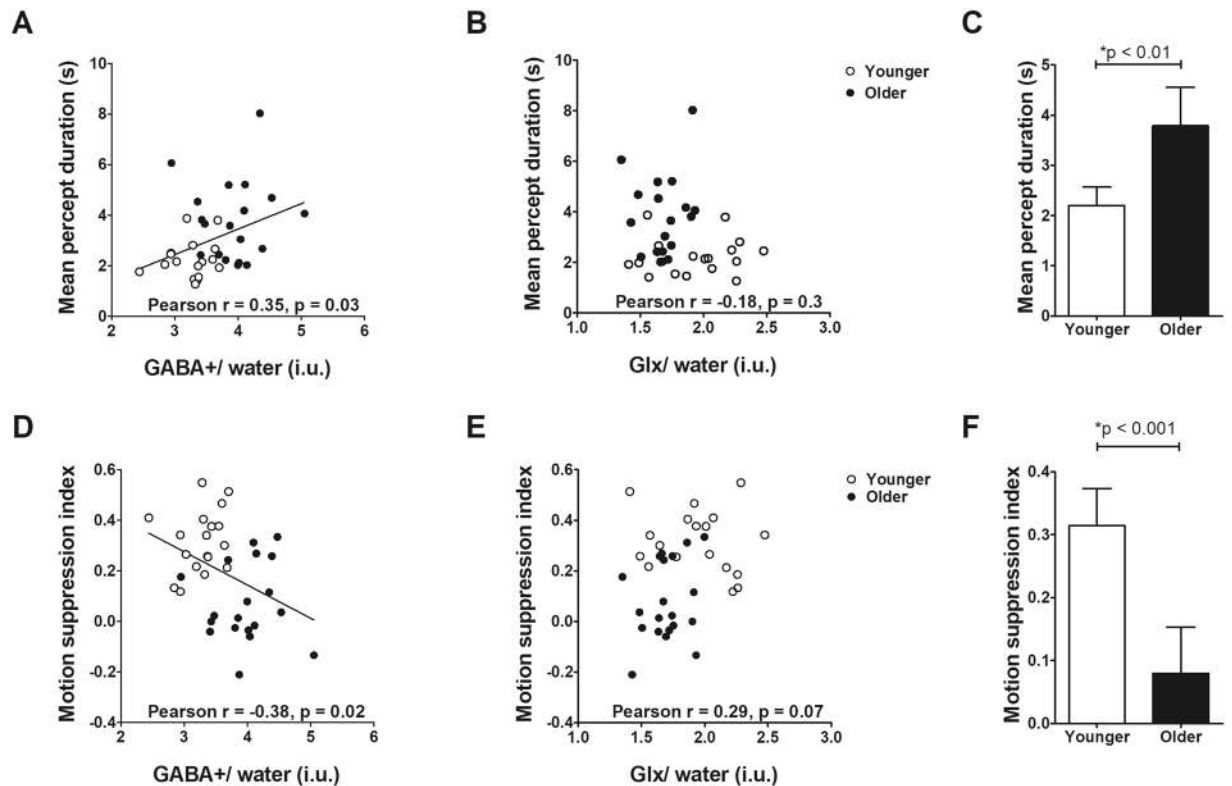 A
Mean percept duration (s)
10
8
6
4
2
0
Pearson r = 0.35, p = 0.03
2 3 4 5 6
GABA+/ water (i.u.)
B
Mean percept duration (s)
10
8
6
4
2
0
Pearson r = -0.18, p = 0.3
1.0 1.5 2.0 2.5 3.0
Glx/ water (i.u.)
Younger
Older
C
*p < 0.01
Mean percept duration (s)
5
4
3
2
1
0
Younger Older
D
Motion suppression index
0.6
0.4
0.2
0.0
-0.2
-0.4
Pearson r = -0.38, p = 0.02
2 3 4 5 6
GABA+/ water (i.u.)
E
Motion suppression index
0.6
0.4
0.2
0.0
-0.2
-0.4
Pearson r = 0.29, p = 0.07
1.0 1.5 2.0 2.5 3.0
Glx/ water (i.u.)
Younger
Older
F
*p < 0.001
Motion suppression index
0.4
0.3
0.2
0.1
0.0
Younger Older